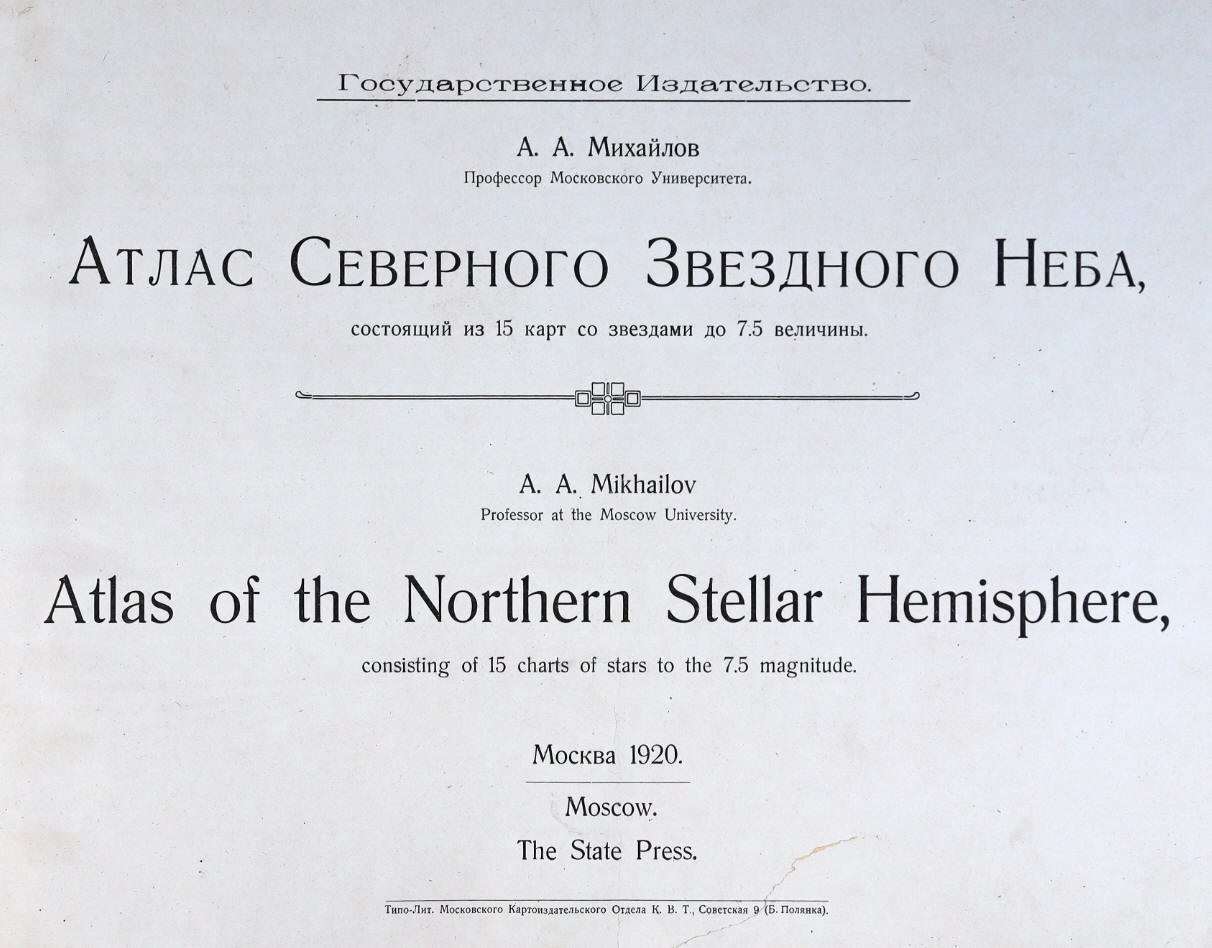 Государственное Издательство.
А. А. Михайлов
Профессор Московского Университета.
Атлас Северного Звездного Неба,
состоящий из 15 карт со звездами до 7.5 величины.
A. A. Mikhailov
Professor at the Moscow University.
Atlas of the Northern Stellar Hemisphere,
consisting of 15 charts of stars to the 7.5 magnitude.
Москва 1920.
Moscow.
The State Press.
Типо-Лит. Московского Картоиздательского Отдела К. В. Т., Советская 9 (Б. Полянка).